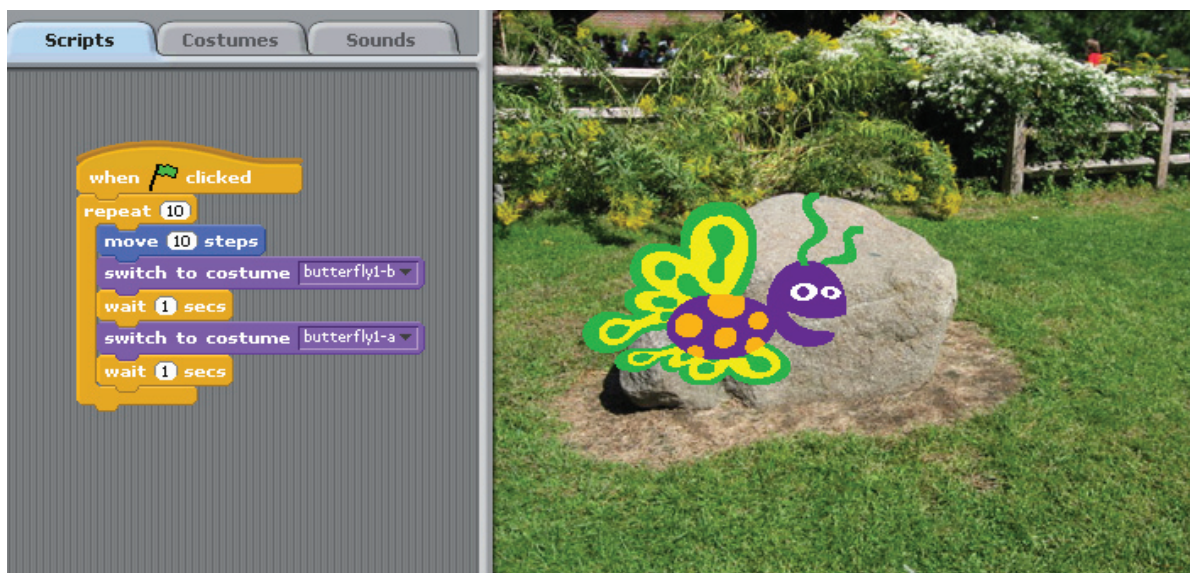 Scripts Costumes Sounds
when clicked
repeat 10
move 10 steps
switch to costume butterfly1-b
wait 1 secs
switch to costume butterfly1-a
wait 1 secs